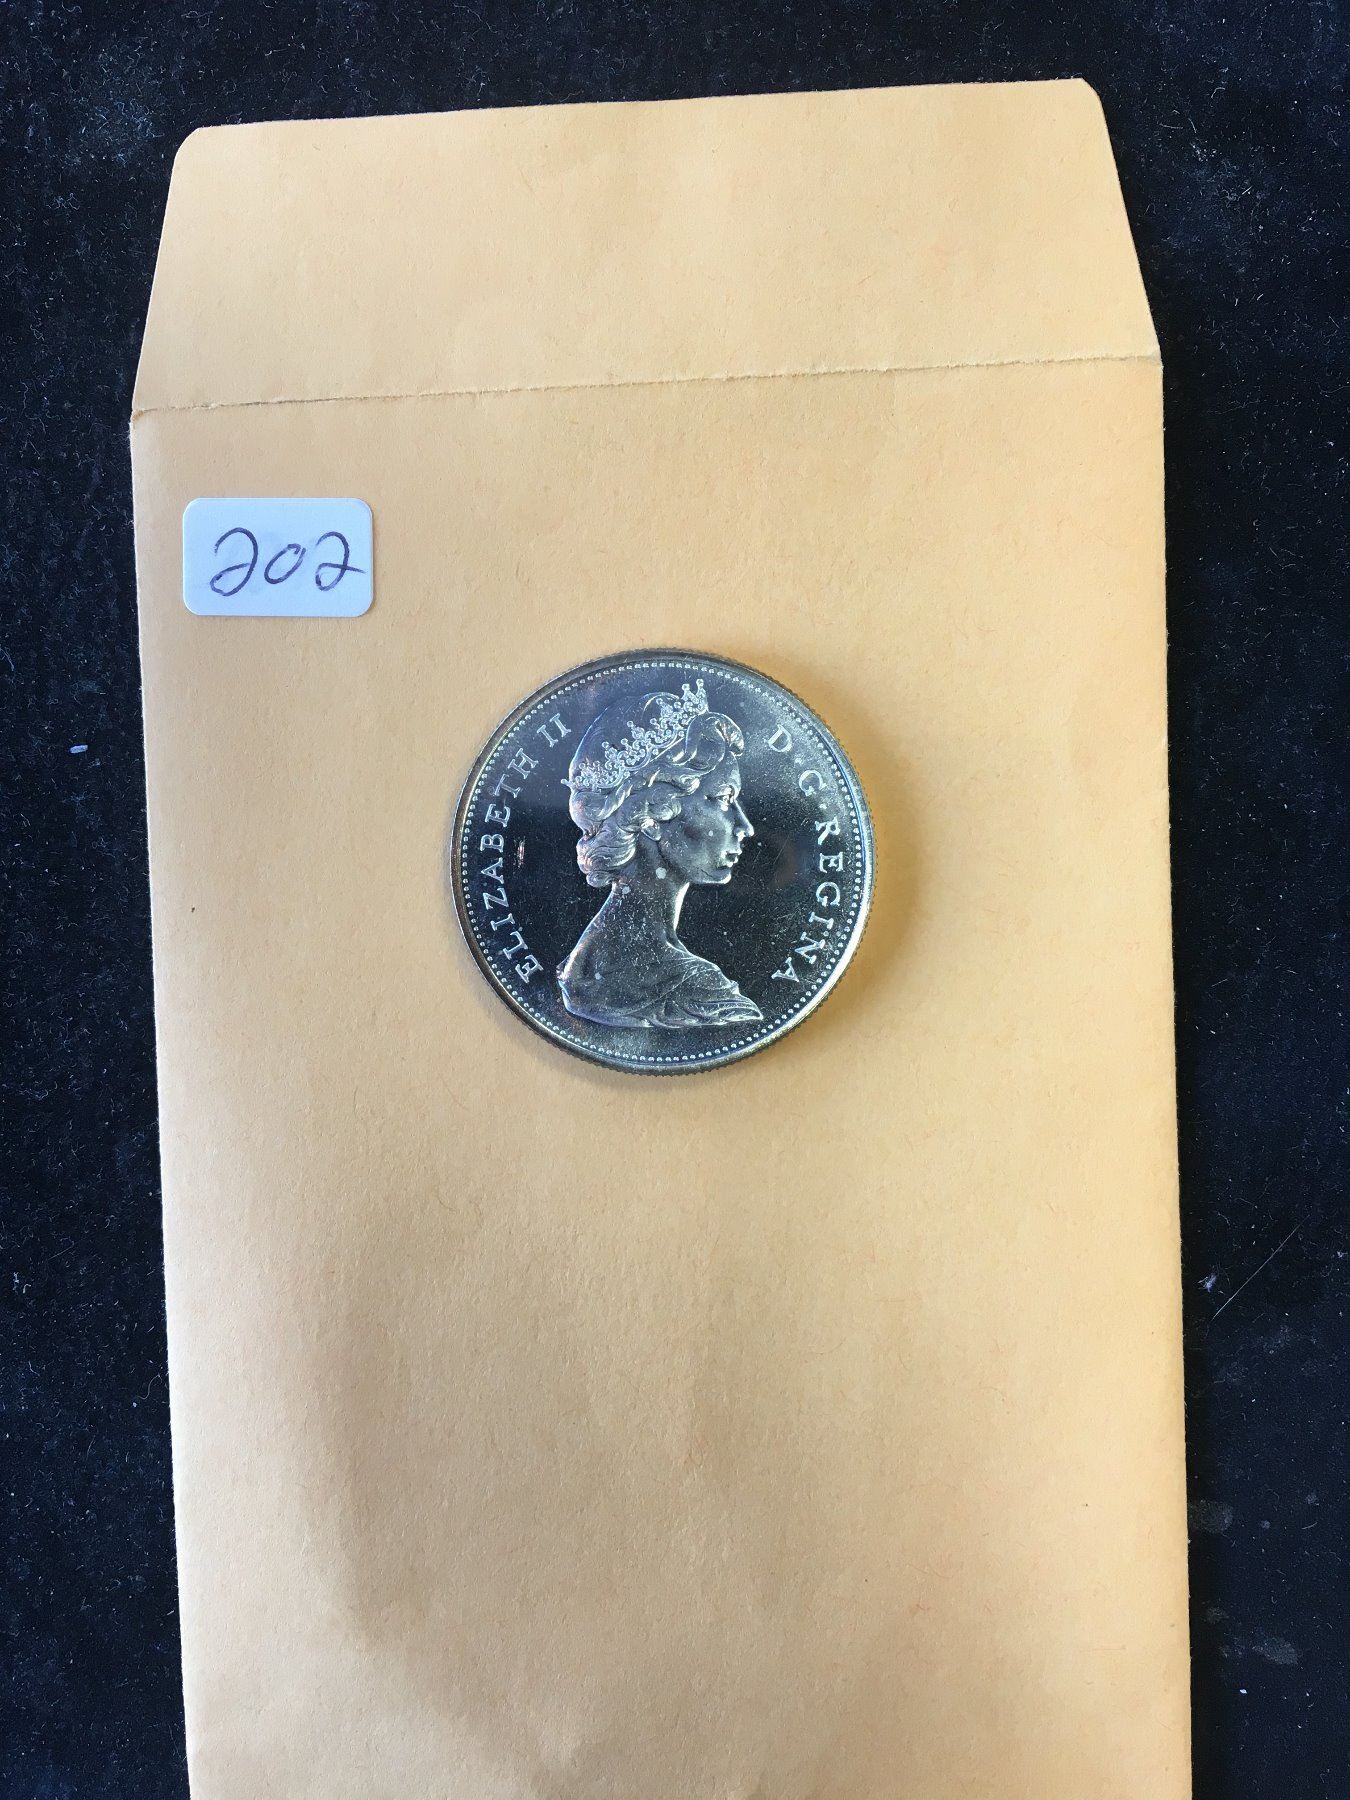 202
ELIZABETH II D·G·REGINA